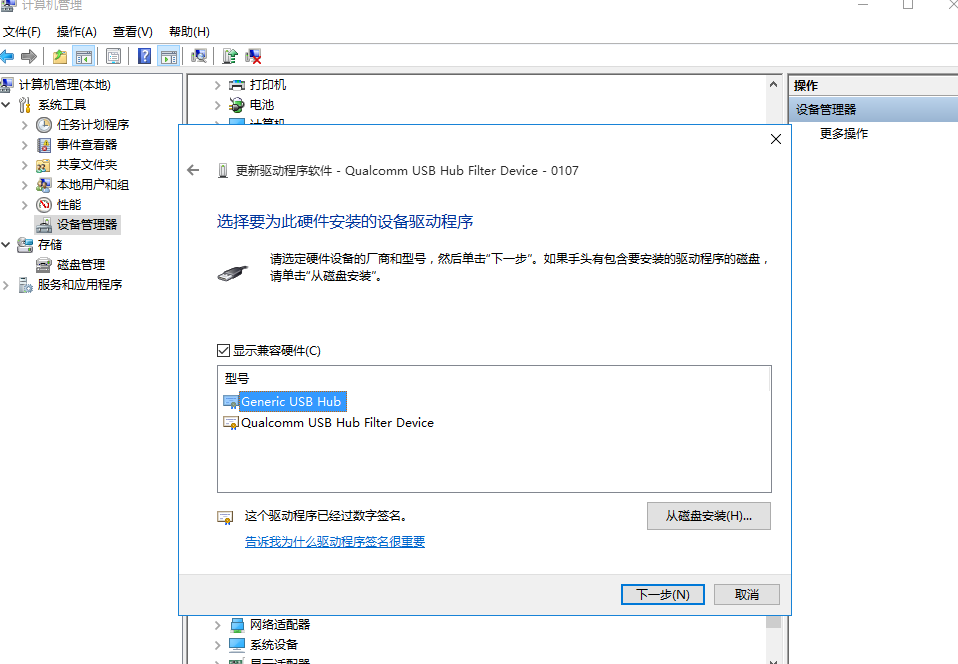 计算机管理
文件(F) 操作(A) 查看(V) 帮助(H)
计算机管理(本地)
系统工具
任务计划程序
事件查看器
共享文件夹
本地用户和组
性能
设备管理器
存储
磁盘管理
服务和应用程序
打印机
电池
计算机
操作
设备管理器
更多操作
更新驱动程序软件 - Qualcomm USB Hub Filter Device - 0107
选择要为此硬件安装的设备驱动程序
请选定硬件设备的厂商和型号，然后单击“下一步”。如果手头有包含要安装的驱动程序的磁盘，
请单击“从磁盘安装”。
显示兼容硬件(C)
型号
Generic USB Hub
Qualcomm USB Hub Filter Device
这个驱动程序已经过数字签名。
从磁盘安装(H)...
告诉我为什么驱动程序签名很重要
下一步(N) 取消
网络适配器
系统设备
显示适配器